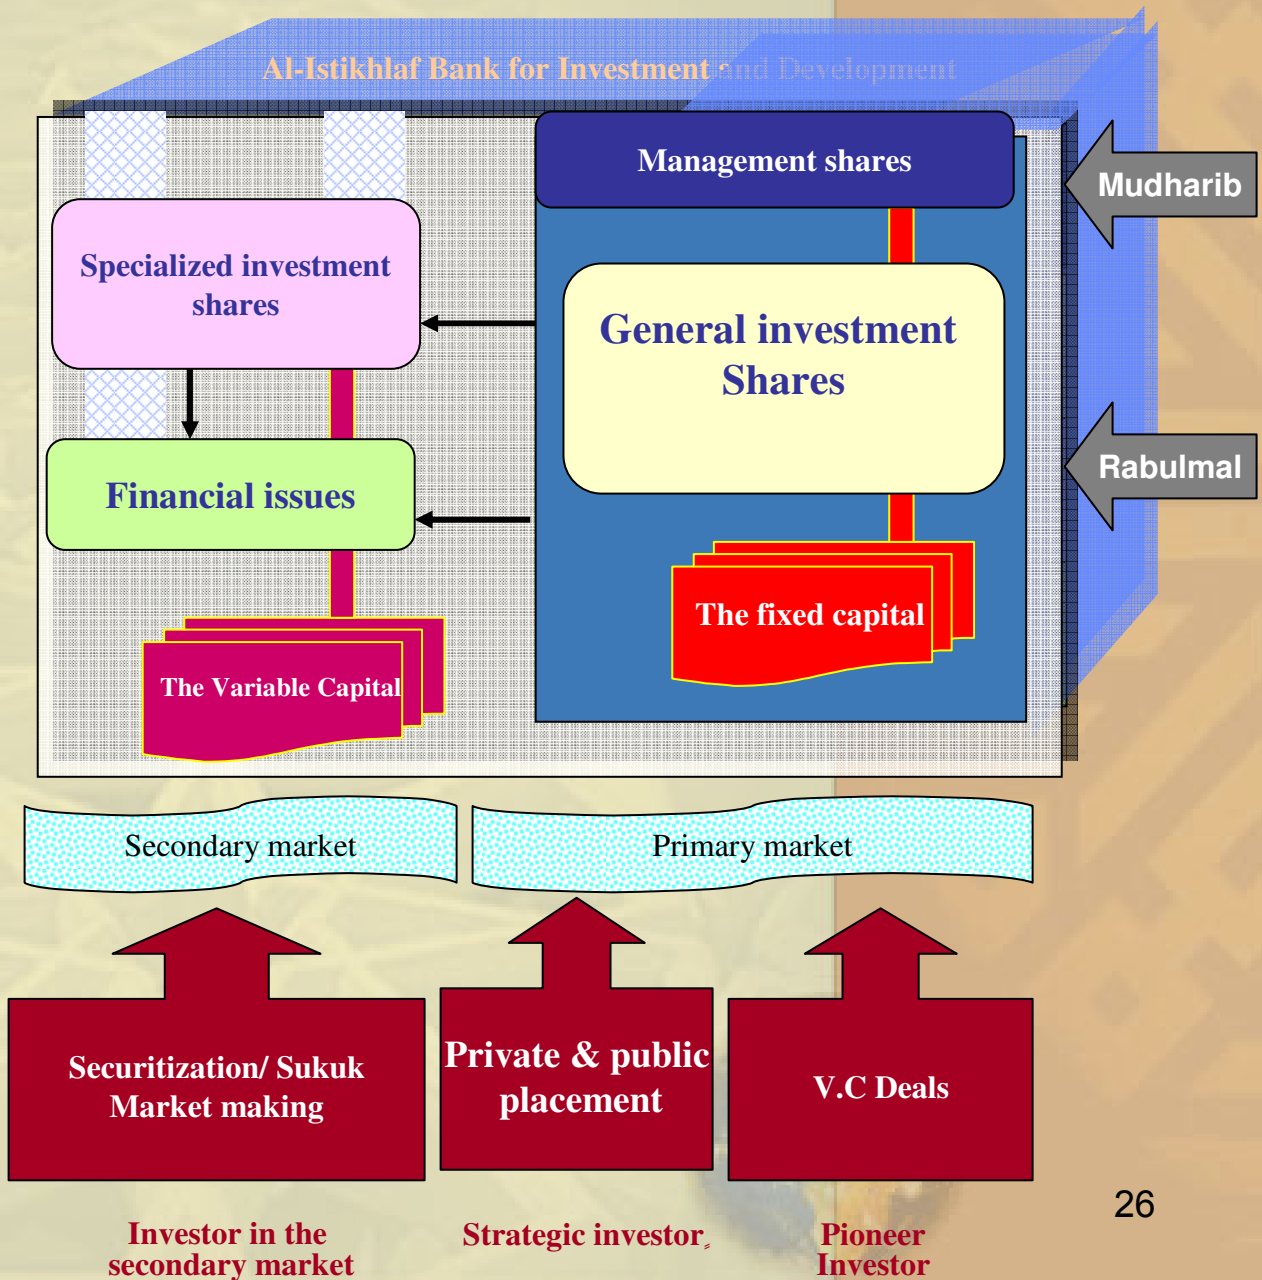 Al-Istikhlaf Bank for Investment and Development
Management shares
Mudharib
Specialized investment
shares
General investment
Shares
Rabulmal
Financial issues
The fixed capital
The Variable Capital
Secondary market
Primary market
Securitization/ Sukuk
Market making
Private & public
placement
V.C Deals
26
Investor in the
secondary market
Strategic investor
Pioneer
Investor